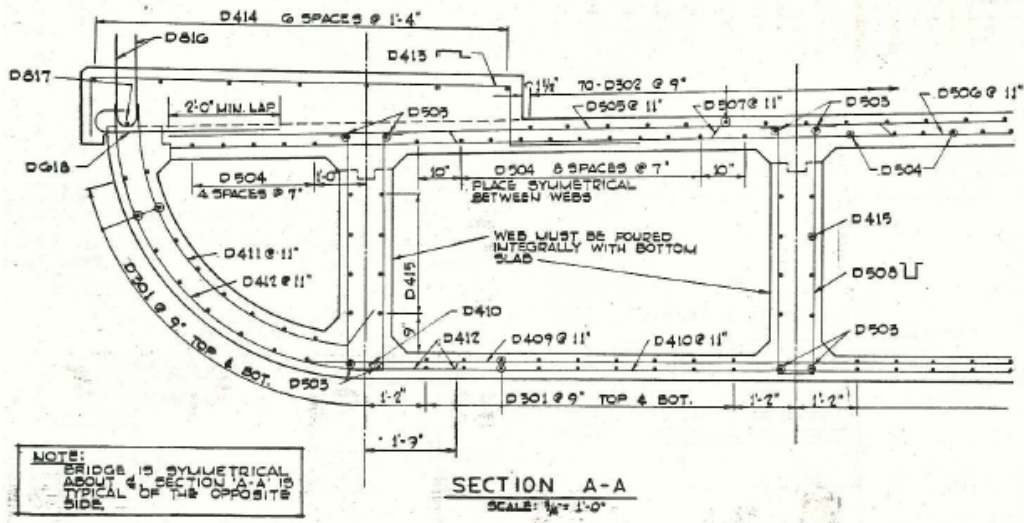 D414 6 SPACES @ 1'-4"
D816
D413
D817
1½" 70-D302 @ 9"
2'-0" MIN. LAP
D503
D505 @ 11"
D507 @ 11"
D503
D506 @ 11"
D618
D504
4 SPACES @ 7"
1'-0"
10"
D504 8 SPACES @ 7"
10"
D504
PLACE SYMMETRICAL
BETWEEN WEBS
WEB MUST BE POURED
INTEGRALLY WITH BOTTOM
SLAB
D415
D411 @ 11"
D412 @ 11"
D415
D508
D301 @ 9" TOP & BOT.
9"
D410
D412
D409 @ 11"
D410 @ 11"
D503
D503
1'-2"
D301 @ 9" TOP & BOT.
1'-2"
1'-2"
1'-9"
NOTE:
BRIDGE IS SYMMETRICAL
ABOUT ℄. SECTION 'A-A' IS
TYPICAL OF THE OPPOSITE
SIDE.
SECTION A-A
SCALE: = 1'-0"